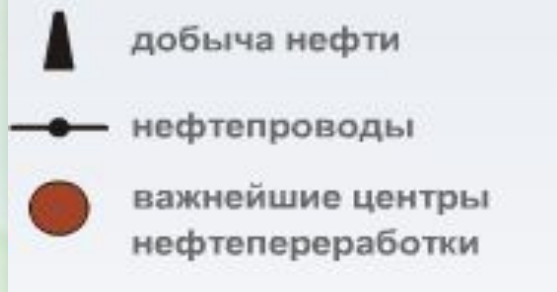 добыча нефти
нефтепроводы
важнейшие центры
нефтепереработки